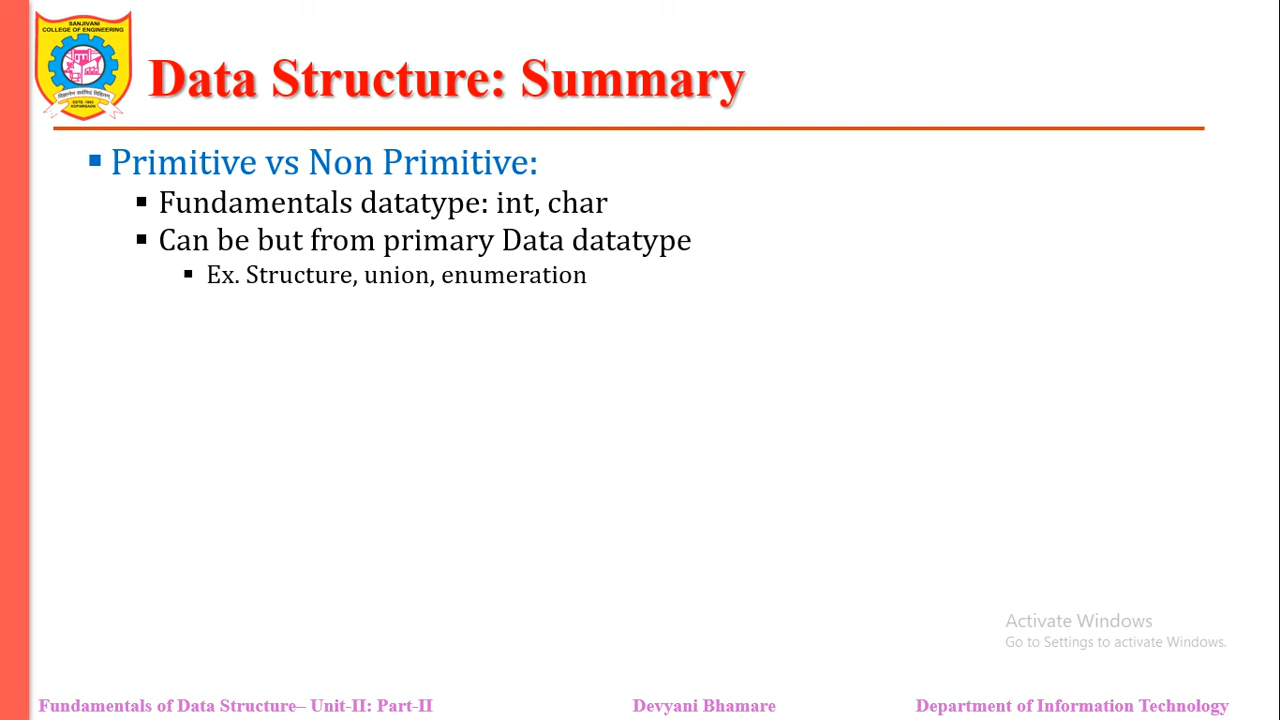 SANJIVANI
COLLEGE OF ENGINEERING
Data Structure: Summary
Primitive vs Non Primitive:
Fundamentals datatype: int, char
Can be but from primary Data datatype
Ex. Structure, union, enumeration
Activate Windows
Go to Settings to activate Windows.
Fundamentals of Data Structure– Unit-II: Part-II
Devyani Bhamare
Department of Information Technology